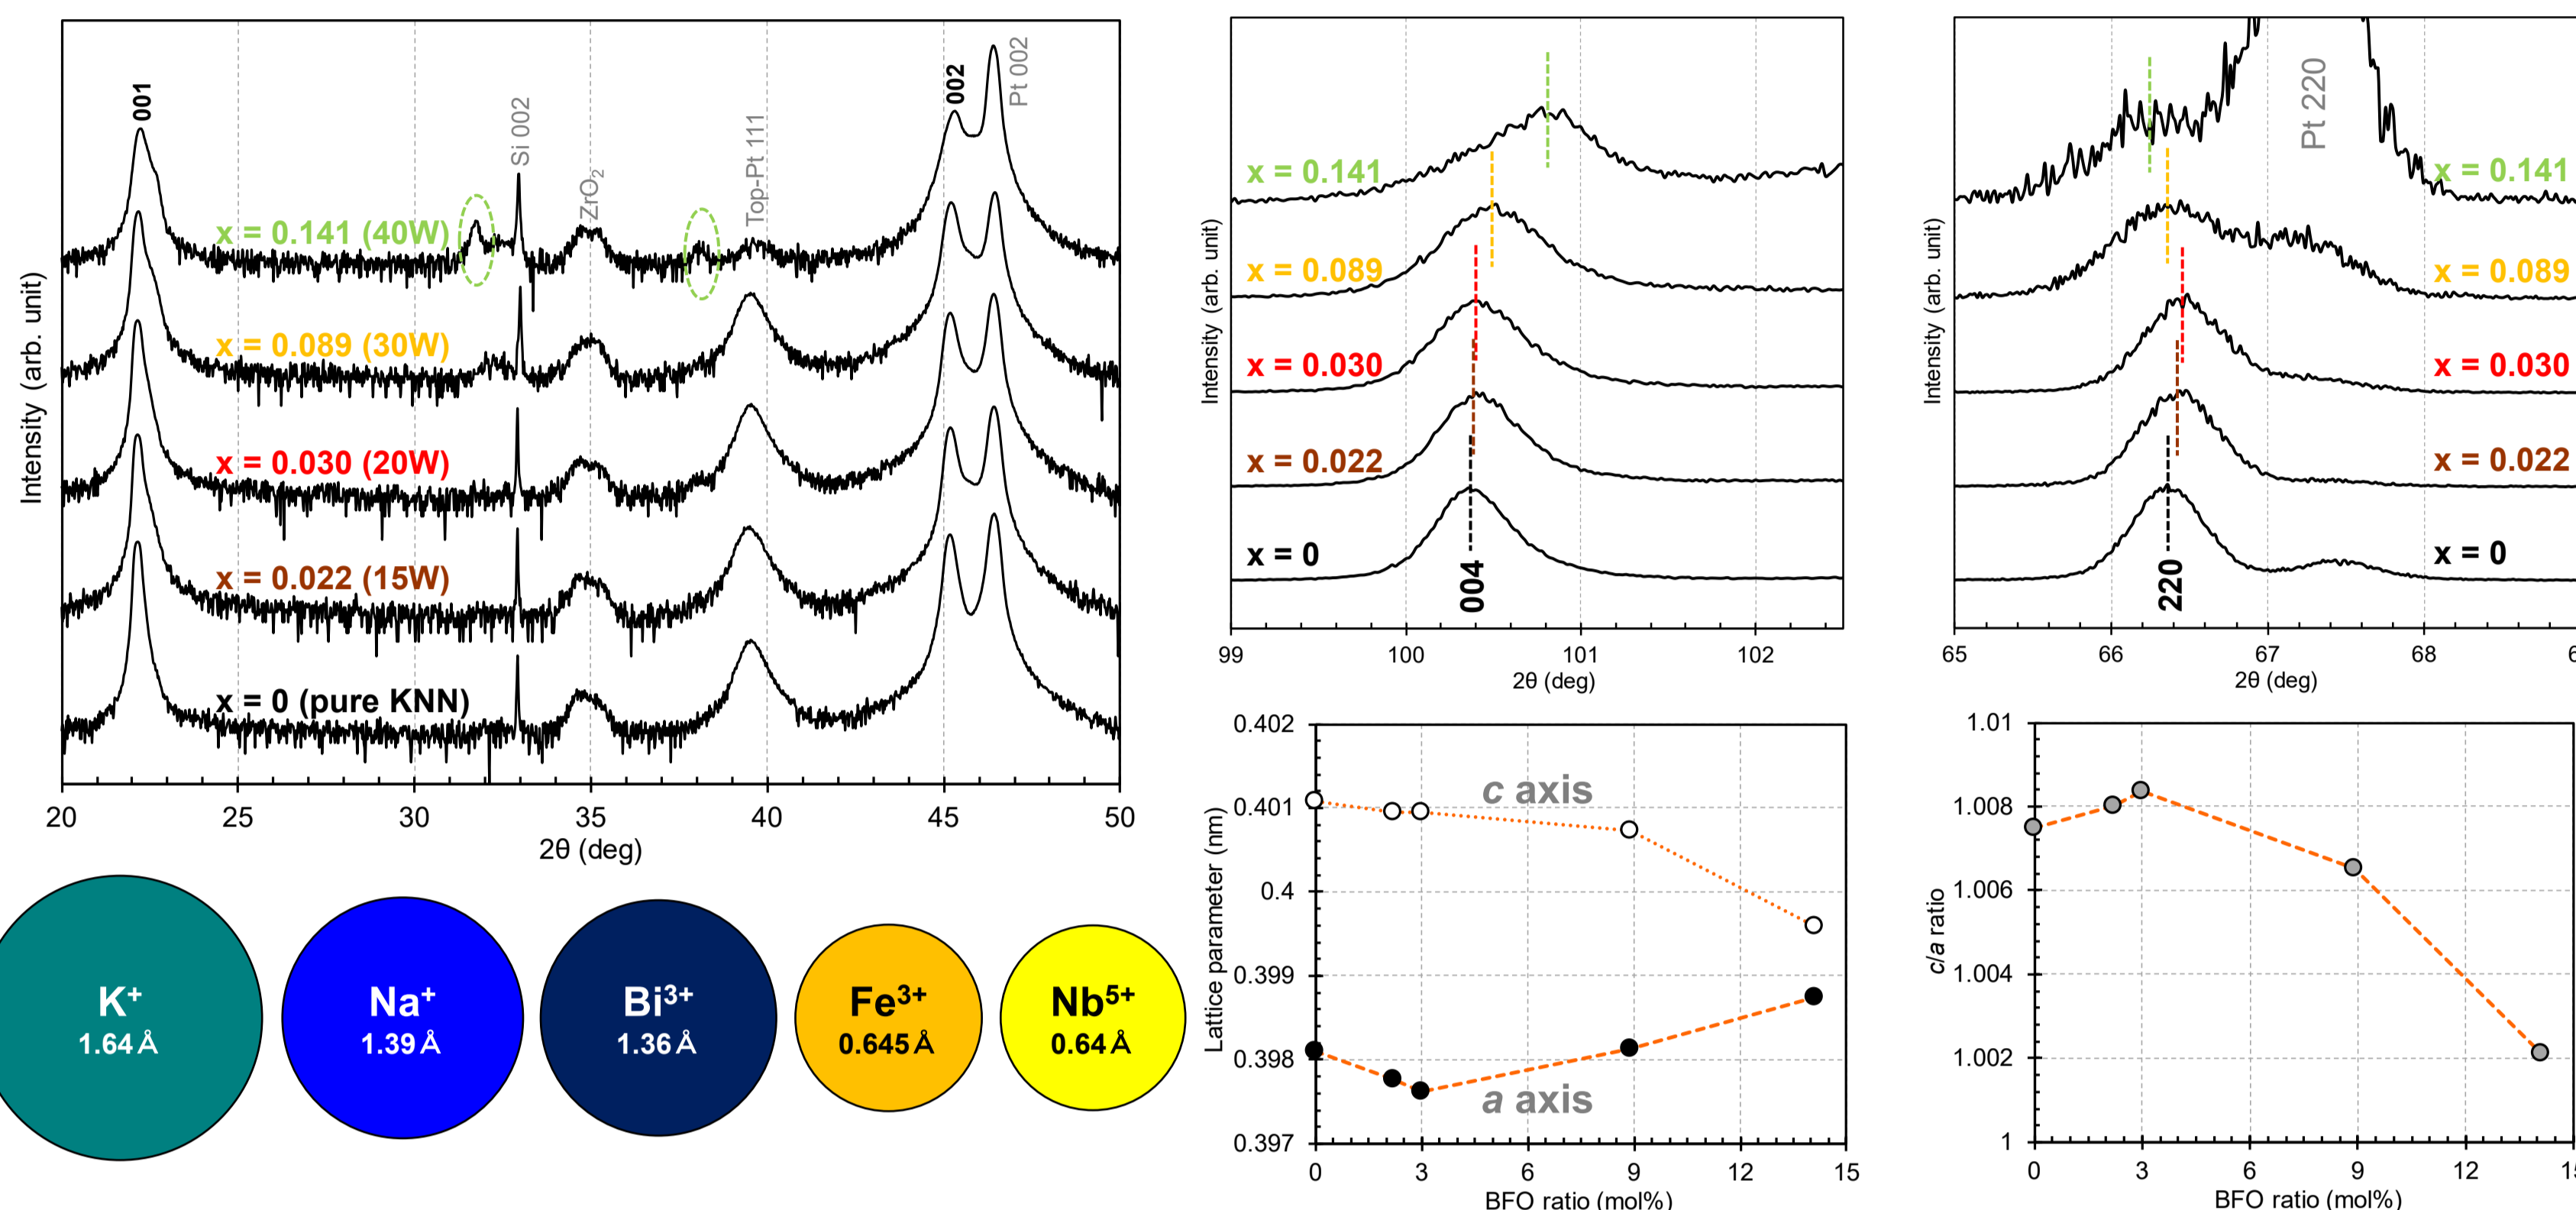 Intensity (arb. unit)
001
Si 002
ZrO2
Top-Pt 111
002
Pt 002
x = 0.141 (40W)
x = 0.089 (30W)
x = 0.030 (20W)
x = 0.022 (15W)
x = 0 (pure KNN)
20 25 30 35 40 45 50
2θ (deg)
Intensity (arb. unit)
x = 0.141
x = 0.089
x = 0.030
x = 0.022
x = 0
004
99 100 101 102
2θ (deg)
Intensity (arb. unit)
Pt 220
x = 0.141
x = 0.089
x = 0.030
x = 0.022
x = 0
220
65 66 67 68
2θ (deg)
K+
1.64 Å
Na+
1.39 Å
Bi3+
1.36 Å
Fe3+
0.645 Å
Nb5+
0.64 Å
Lattice parameter (nm)
0.402
0.401
0.4
0.399
0.398
0.397
c axis
a axis
0 3 6 9 12 15
BFO ratio (mol%)
c/a ratio
1.01
1.008
1.006
1.004
1.002
1
0 3 6 9 12
BFO ratio (mol%)